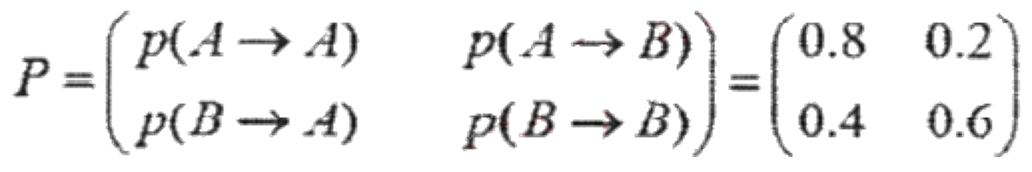 P = ( p(A → A) p(A → B) ) = ( 0.8 0.2 )
( p(B → A) p(B → B) ) ( 0.4 0.6 )